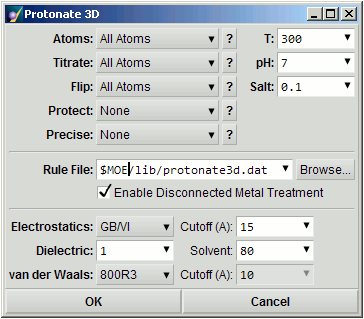 Protonate 3D
Atoms: All Atoms ? T: 300
Titrate: All Atoms ? pH: 7
Flip: All Atoms ? Salt: 0.1
Protect: None ?
Precise: None ?
Rule File: $MOE/lib/protonate3d.dat Browse...
Enable Disconnected Metal Treatment
Electrostatics: GB/VI Cutoff (A): 15
Dielectric: 1 Solvent: 80
van der Waals: 800R3 Cutoff (A): 10
OK Cancel